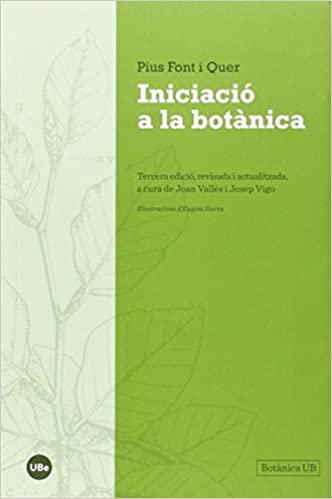 Pius Font i Quer
Iniciació
a la botànica
Tercera edició, revisada i actualitzada,
a cura de Joan Vallès i Josep Vigo
Il·lustracions d'Eugeni Sierra
UBe
Botànica UB